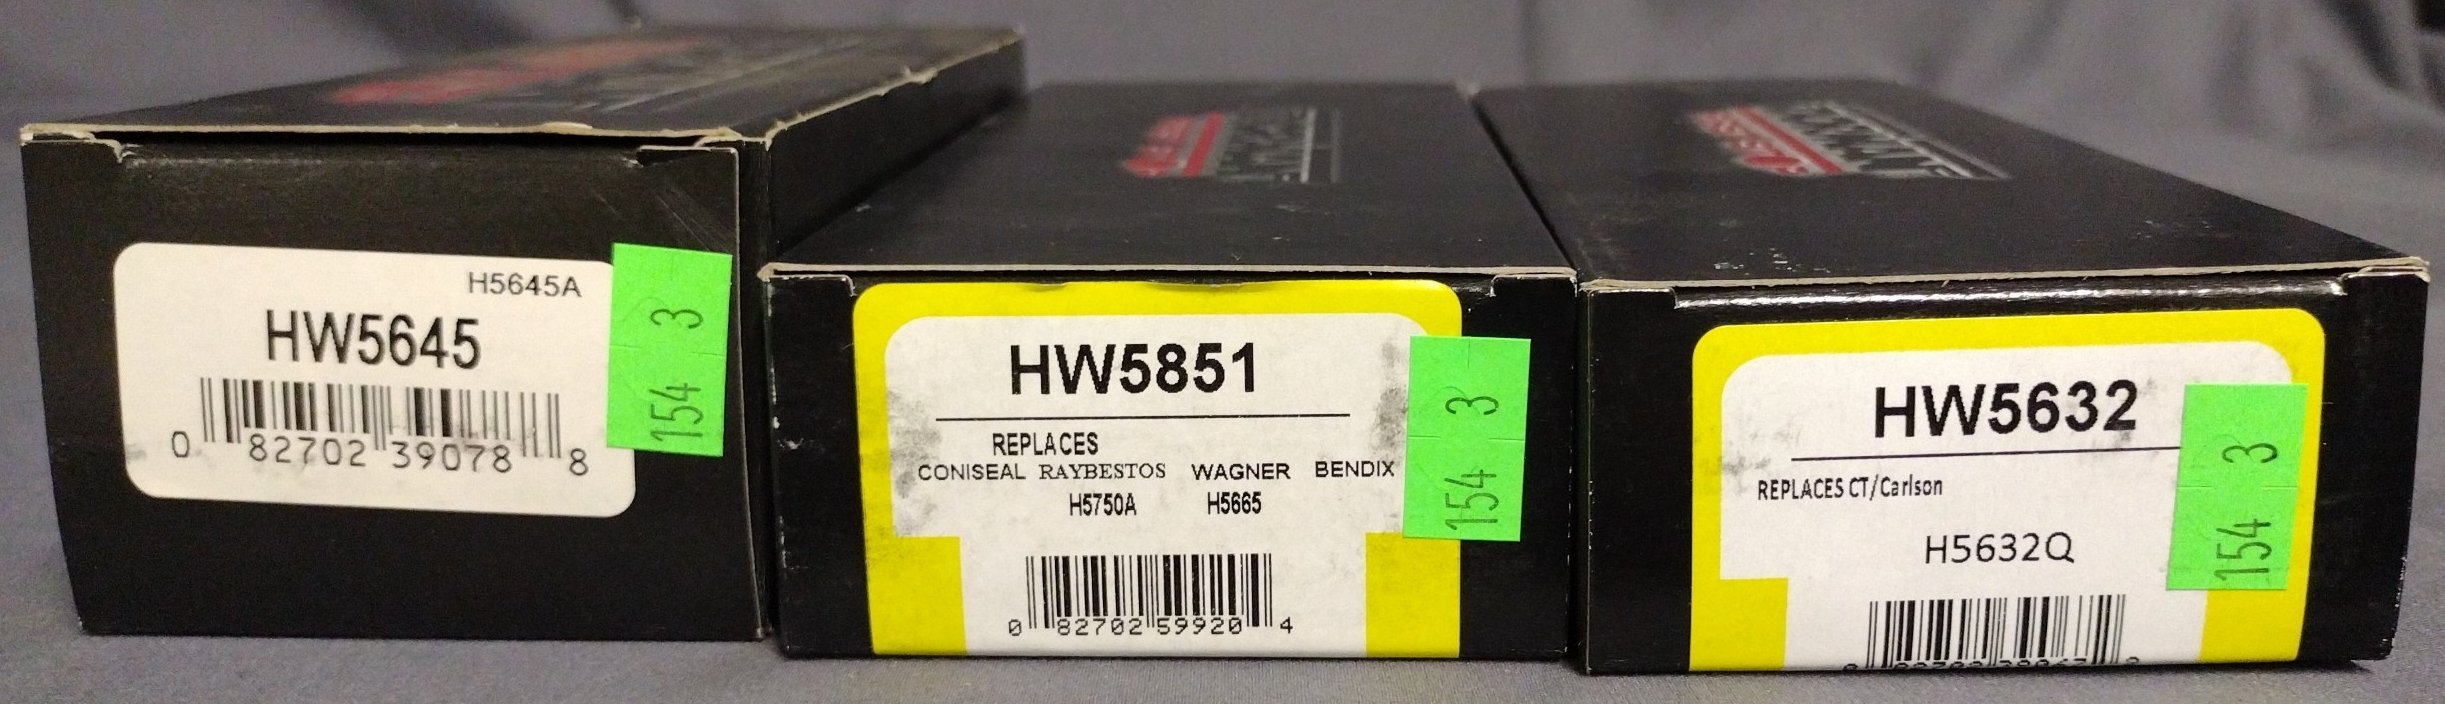 H5645A
HW5645
0 82702 39078 8
154 3
HW5851
REPLACES
CONISEAL RAYBESTOS WAGNER BENDIX
H5750A H5665
0 82702 59920 4
154 3
HW5632
REPLACES CT/Carlson
H5632Q
154 3